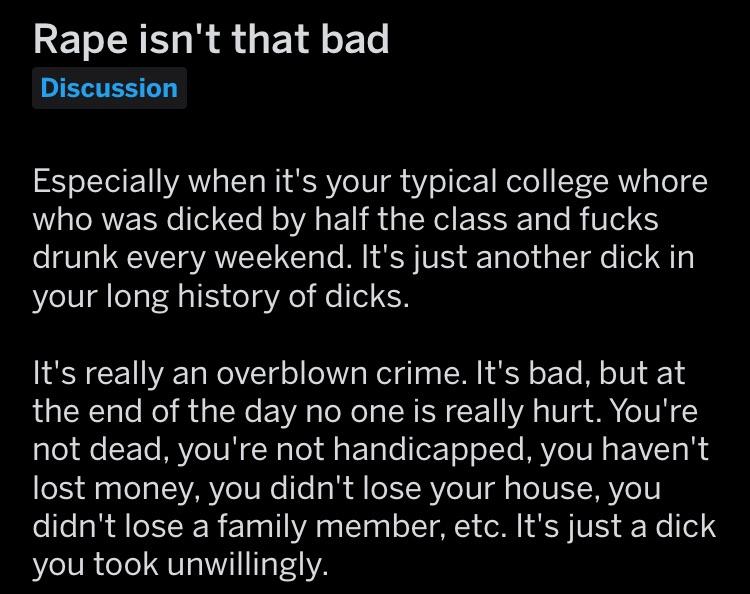 Rape isn't that bad
Discussion
Especially when it's your typical college whore
who was dicked by half the class and fucks
drunk every weekend. It's just another dick in
your long history of dicks.
It's really an overblown crime. It's bad, but at
the end of the day no one is really hurt. You're
not dead, you're not handicapped, you haven't
lost money, you didn't lose your house, you
didn't lose a family member, etc. It's just a dick
you took unwillingly.